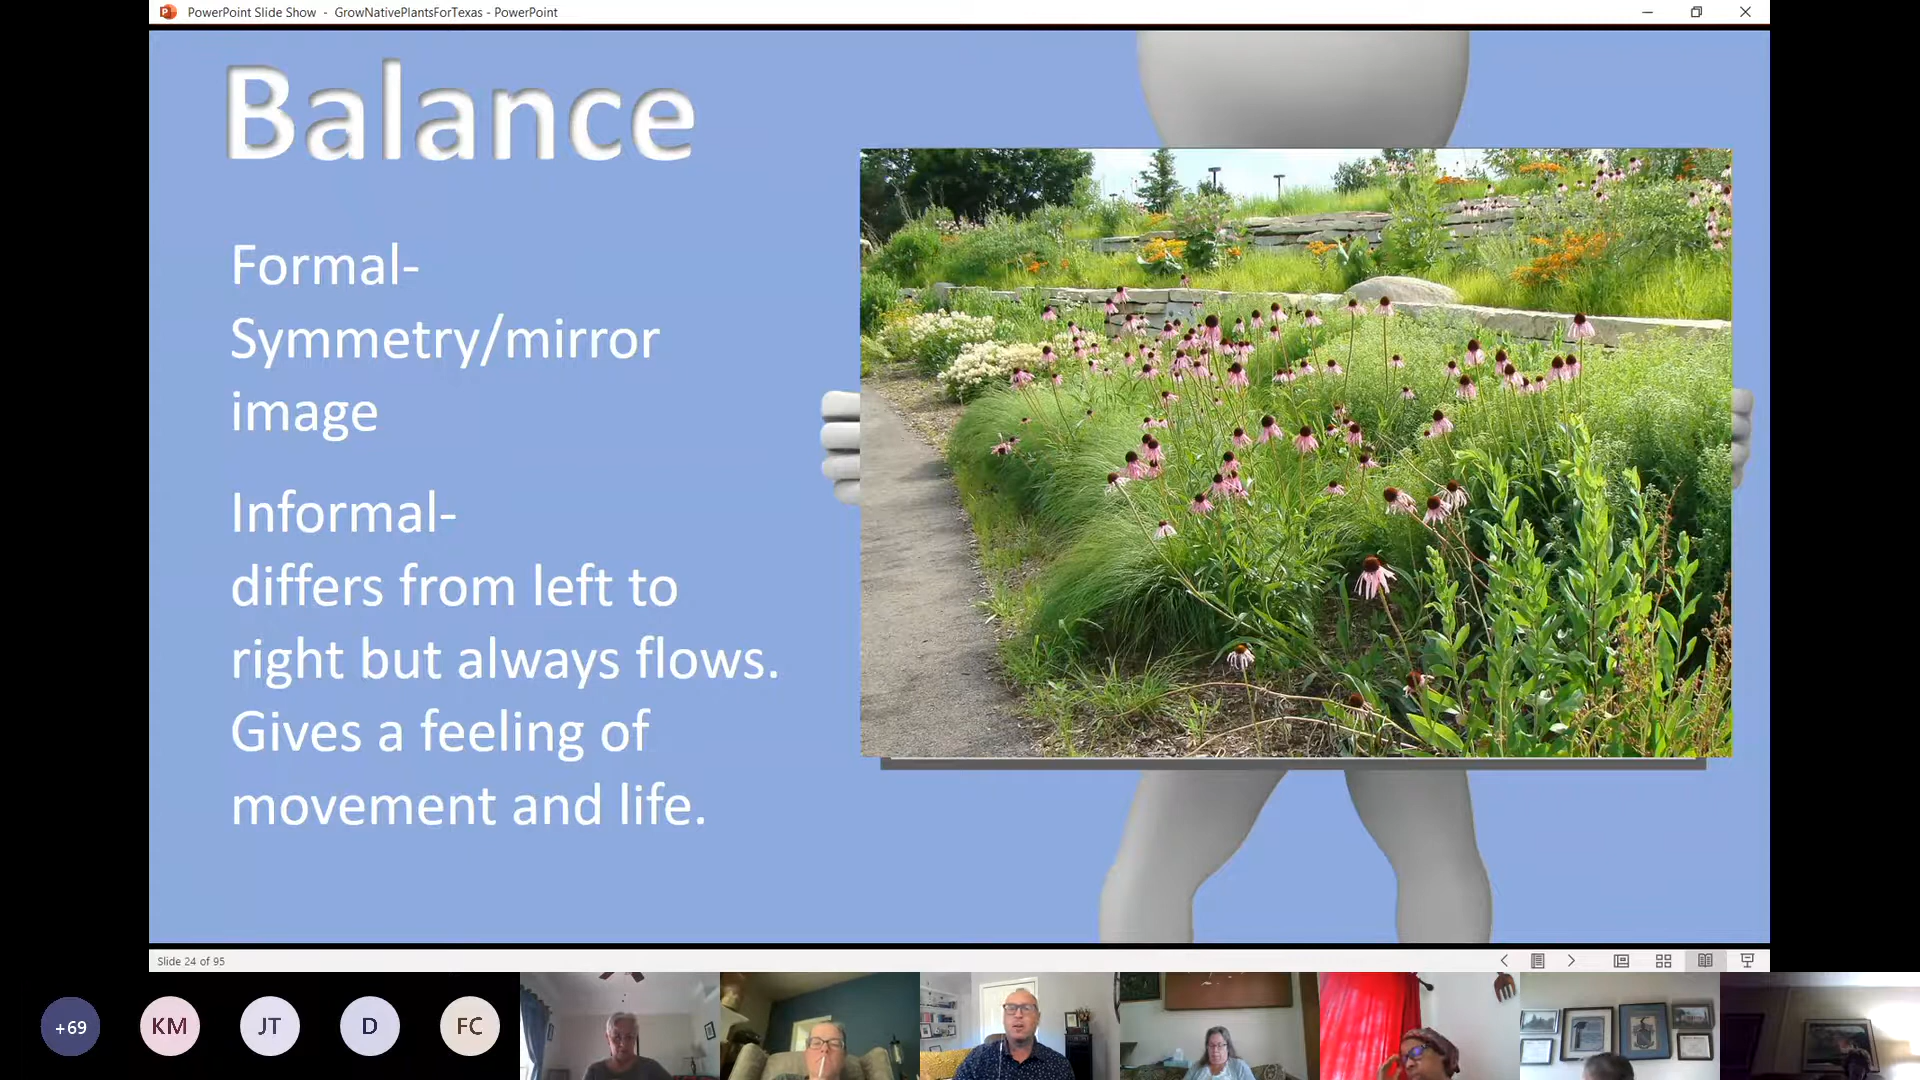 PowerPoint Slide Show - GrowNativePlantsForTexas - PowerPoint
Balance
Formal-
Symmetry/mirror
image
Informal-
differs from left to
right but always flows.
Gives a feeling of
movement and life.
Slide 24 of 95
+69
KM
JT
D
FC